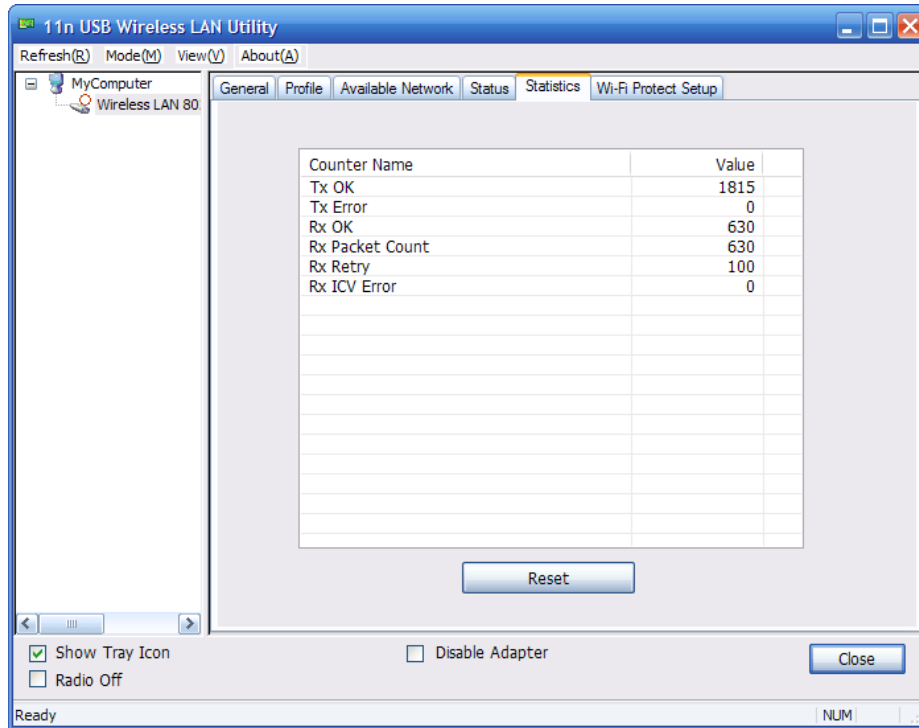 11n USB Wireless LAN Utility
Refresh(R) Mode(M) View(V) About(A)
MyComputer
Wireless LAN 80
General Profile Available Network Status Statistics Wi-Fi Protect Setup
Counter Name Value
Tx OK 1815
Tx Error 0
Rx OK 630
Rx Packet Count 630
Rx Retry 100
Rx ICV Error 0
Reset
Show Tray Icon Disable Adapter
Radio Off
Close
Ready NUM